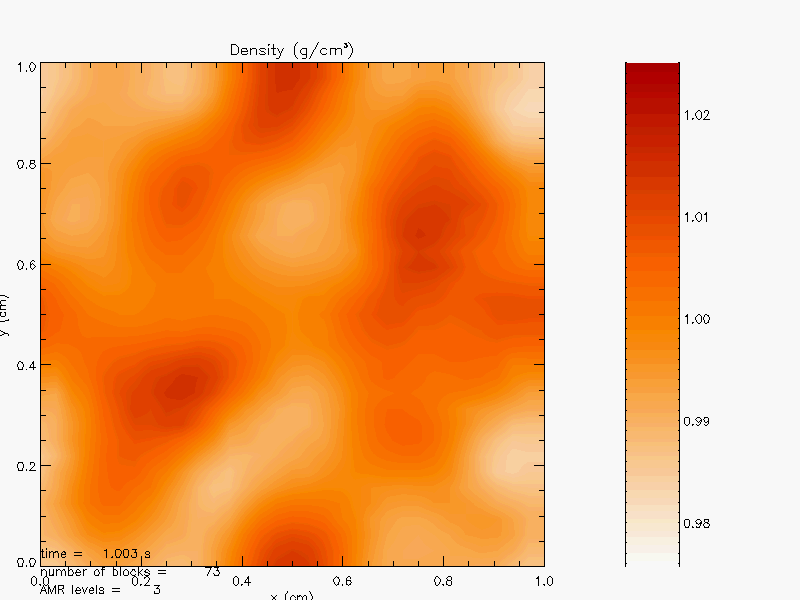 Density (g/cm³)
1.0
0.8
0.6
0.4
0.2
0.0
y (cm)
0.0 0.2 0.4 0.6 0.8 1.0
x (cm)
time = 1.003 s
number of blocks = 73
AMR levels = 3
1.02
1.01
1.00
0.99
0.98